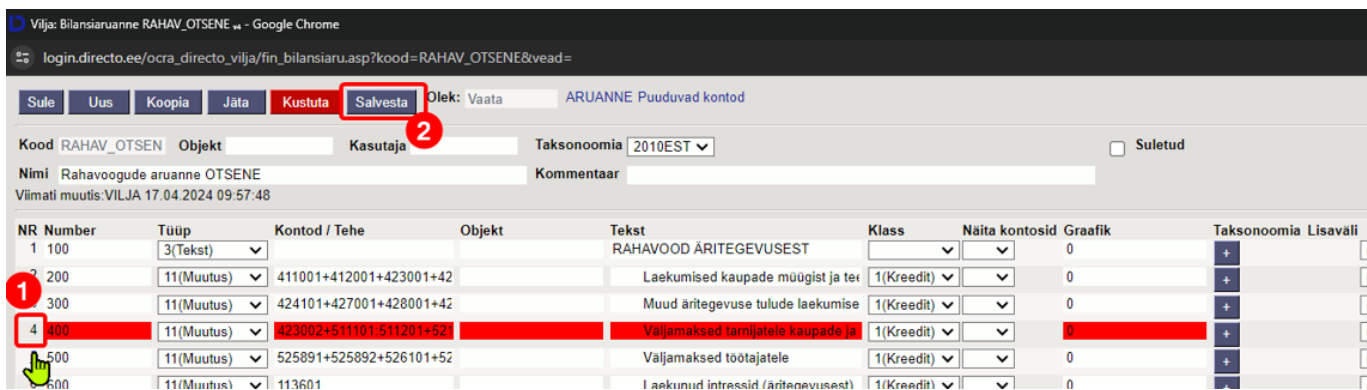 Vilja: Bilansiaruanne RAHAV_OTSENE v4 - Google Chrome
login.directo.ee/ocra_directo_vilja/fin_bilansiaru.asp?kood=RAHAV_OTSENE&vead=
Sule Uus Koopia Jäta Kustuta Salvesta Olek: Vaata ARUANNE Puuduvad kontod
2
Kood RAHAV_OTSEN Objekt Kasutaja Taksonoomia 2010EST Suletud
Nimi Rahavoogude aruanne OTSENE Kommentaar
Viimati muutis:VILJA 17.04.2024 09:57:48
NR Number Tüüp Kontod / Tehe Objekt Tekst Klass Näita kontosid Graafik Taksonoomia Lisaväli
1 100 3(Tekst) RAHAVOOD ÄRITEGEVUSEST 0 +
2 200 11(Muutus) 411001+412001+423001+42 Laekumised kaupade müügist ja tee 1(Kreedit) 0 +
1
300 11(Muutus) 424101+427001+428001+42 Muud äritegevuse tulude laekumise 1(Kreedit) 0 +
4 400 11(Muutus) 423002+511101:511201+521 Väljamaksed tarnijatele kaupade ja 1(Kreedit) 0 +
500 11(Muutus) 525891+525892+526101+52 Väljamaksed töötajatele 1(Kreedit) 0 +
6 600 11(Muutus) 113601 Laekunud intressid (äritegevusest) 1(Kreedit) 0 +